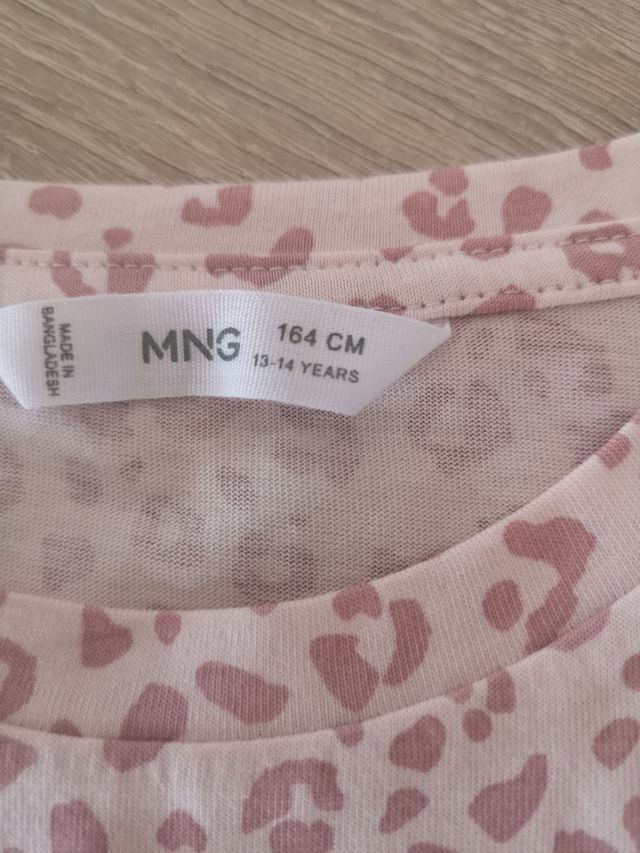 MADE IN
BANGLADESH
MNG
164 CM
13-14 YEARS